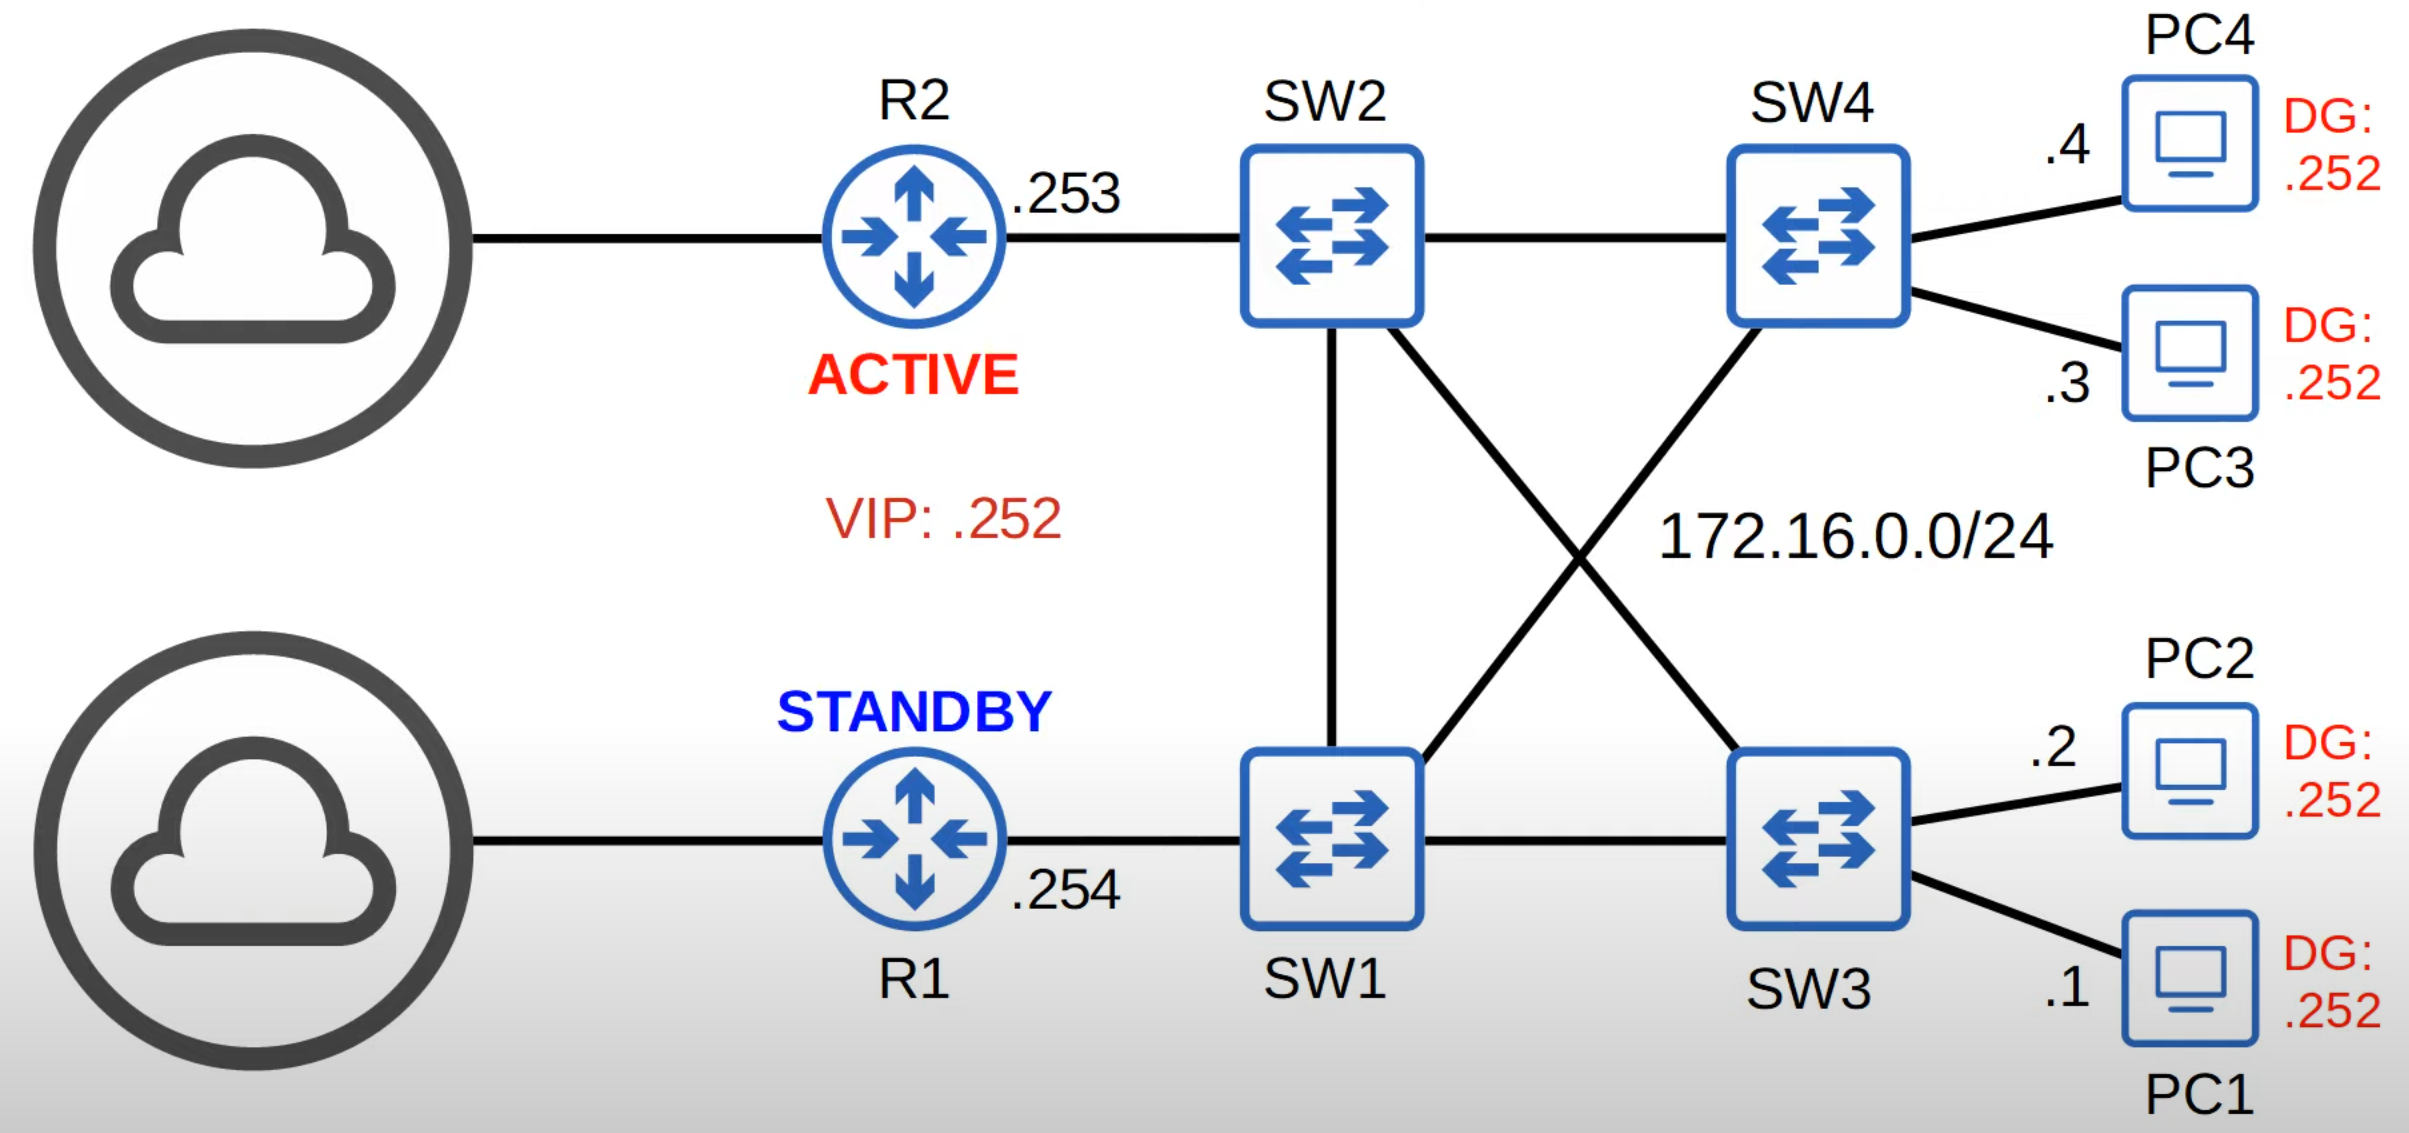 PC4
R2
SW2
SW4
DG:
.252
.4
.253
DG:
.252
.3
ACTIVE
PC3
VIP: .252
172.16.0.0/24
PC2
STANDBY
.2
DG:
.252
.254
R1
SW1
SW3
.1
DG:
.252
PC1